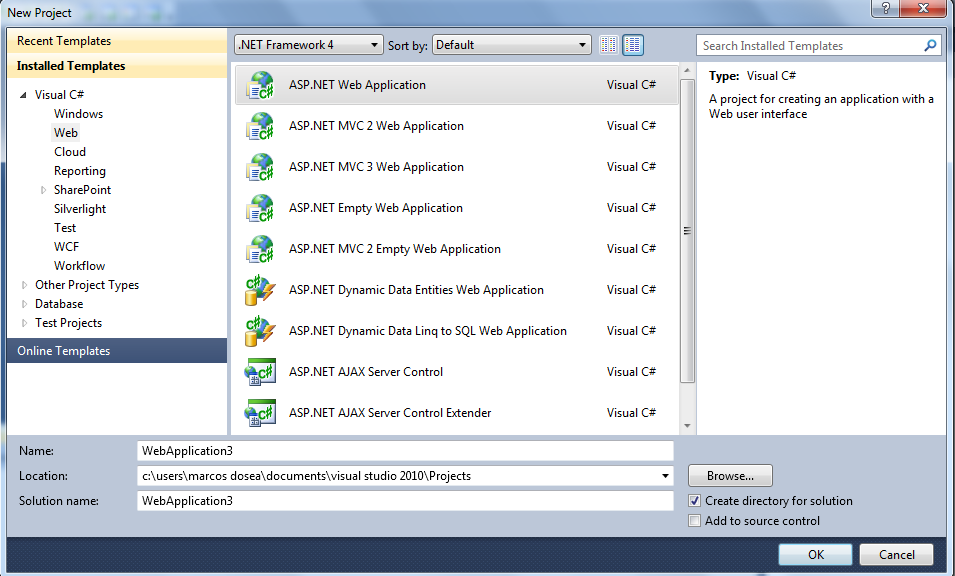 New Project
?
Recent Templates
Installed Templates
Visual C#
Windows
Web
Cloud
Reporting
SharePoint
Silverlight
Test
WCF
Workflow
Other Project Types
Database
Test Projects
Online Templates
.NET Framework 4
Sort by: Default
Search Installed Templates
ASP.NET Web Application Visual C#
ASP.NET MVC 2 Web Application Visual C#
ASP.NET MVC 3 Web Application Visual C#
ASP.NET Empty Web Application Visual C#
ASP.NET MVC 2 Empty Web Application Visual C#
ASP.NET Dynamic Data Entities Web Application Visual C#
ASP.NET Dynamic Data Linq to SQL Web Application Visual C#
ASP.NET AJAX Server Control Visual C#
ASP.NET AJAX Server Control Extender Visual C#
Type: Visual C#
A project for creating an application with a
Web user interface
Name: WebApplication3
Location: c:\users\marcos dosea\documents\visual studio 2010\Projects Browse...
Solution name: WebApplication3
Create directory for solution
Add to source control
OK Cancel